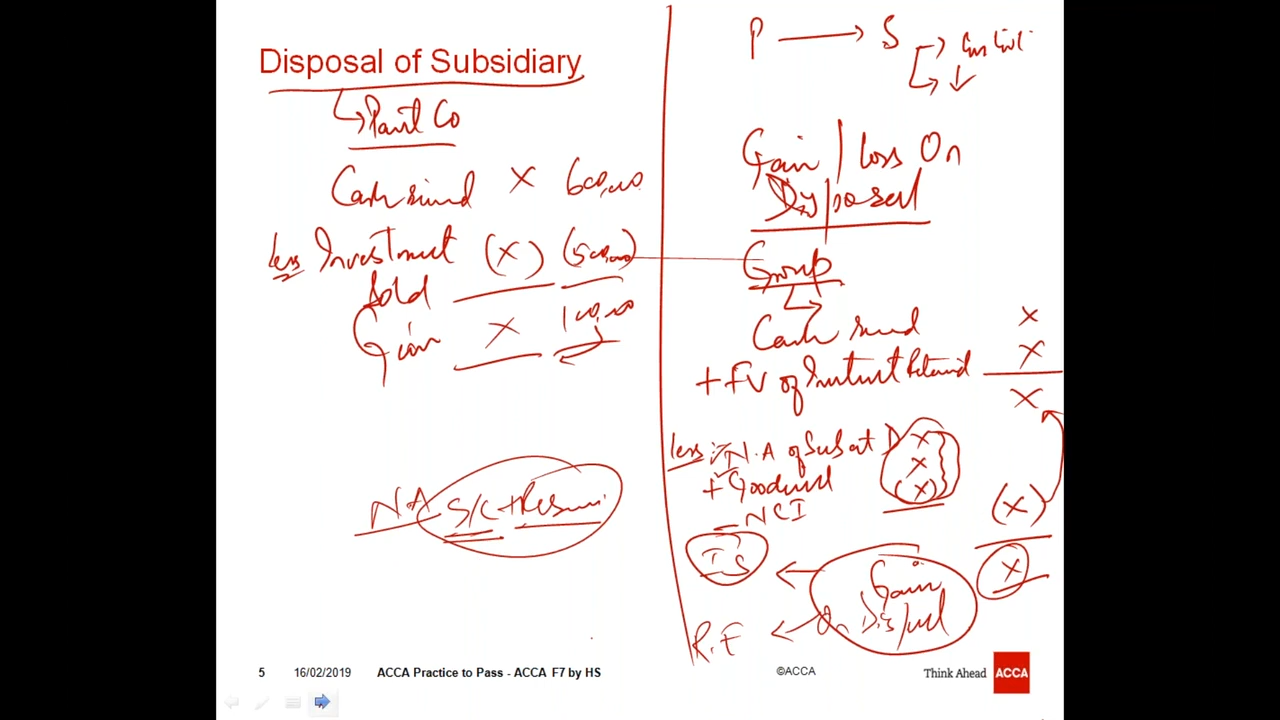 Disposal of Subsidiary
Parent Co
Cash received X 600,000
less Investment (X) (500,000)
Sold
Gain X 100,000
NA S/C + Reserves
P → S
Gain / Loss On
Disposal
Group
Cash received X
+ FV of Investment Retained X
X
less: N.A of Sub at D X
+ Goodwill X
- NCI (X) (X)
I S
Gain X
On Disposal
R.E
5 16/02/2019 ACCA Practice to Pass - ACCA F7 by HS ©ACCA Think Ahead ACCA